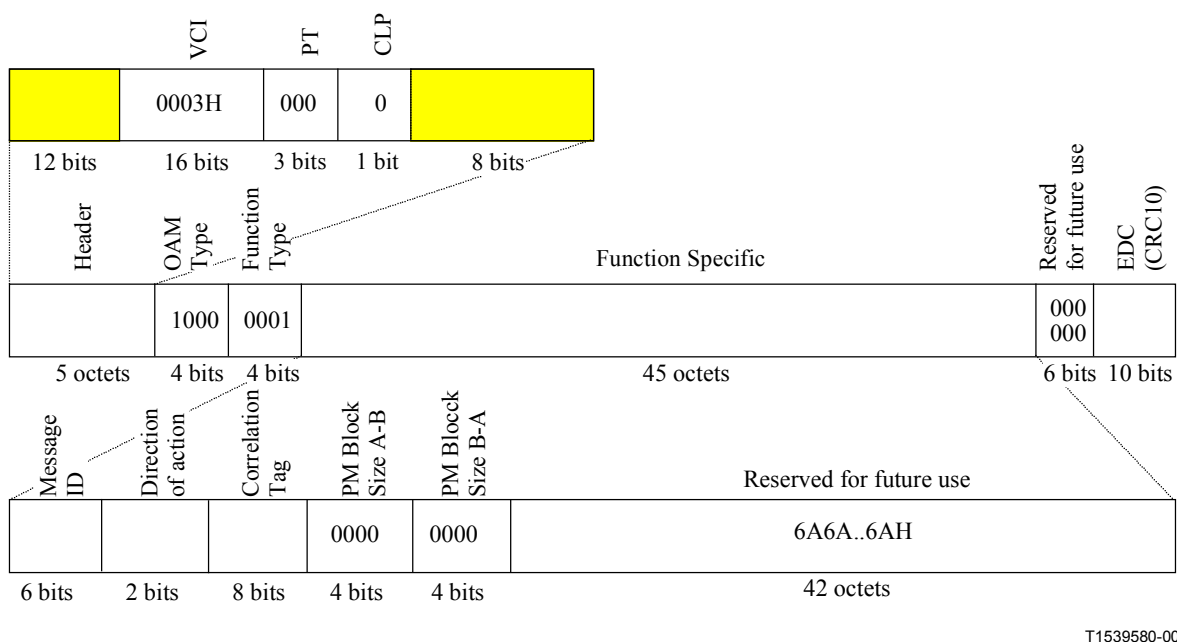 VCI PT CLP
0003H 000 0
12 bits 16 bits 3 bits 1 bit 8 bits
Header
OAM
Type
Function
Type
Function Specific
Reserved
for future use
EDC
(CRC10)
1000 0001 000
000
5 octets 4 bits 4 bits 45 octets 6 bits 10 bits
Message
ID
Direction
of action
Correlation
Tag
PM Block
Size A-B
PM Blocck
Size B-A
Reserved for future use
0000 0000 6A6A..6AH
6 bits 2 bits 8 bits 4 bits 4 bits 42 octets
T1539580-00